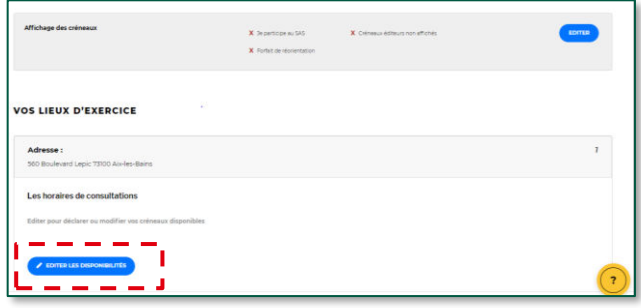 Affichage des créneaux
X Je participe au SAS
X Créneaux éditeurs non affichés
EDITER
X Forfait de réorientation
VOS LIEUX D'EXERCICE
Adresse :
560 Boulevard Lepic 73100 Aix-les-Bains
Les horaires de consultations
Editer pour déclarer ou modifier vos créneaux disponibles
EDITER LES DISPONIBILITÉS
?